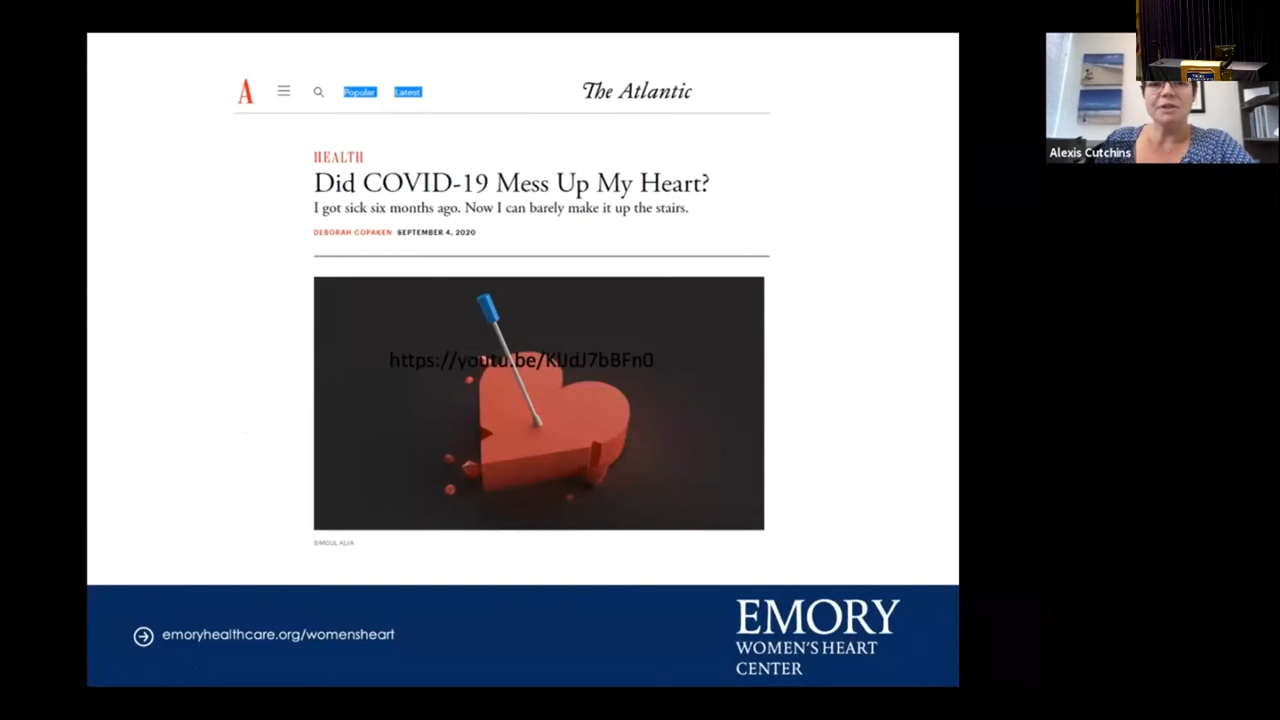 A
Popular Latest
The Atlantic
HEALTH
Did COVID-19 Mess Up My Heart?
I got sick six months ago. Now I can barely make it up the stairs.
DEBORAH COPAKEN SEPTEMBER 4, 2020
https://youtu.be/KlJdJ7bBFn0
SIMOUL ALVA
emoryhealthcare.org/womensheart
EMORY
WOMEN'S HEART
CENTER
Alexis Cutchins